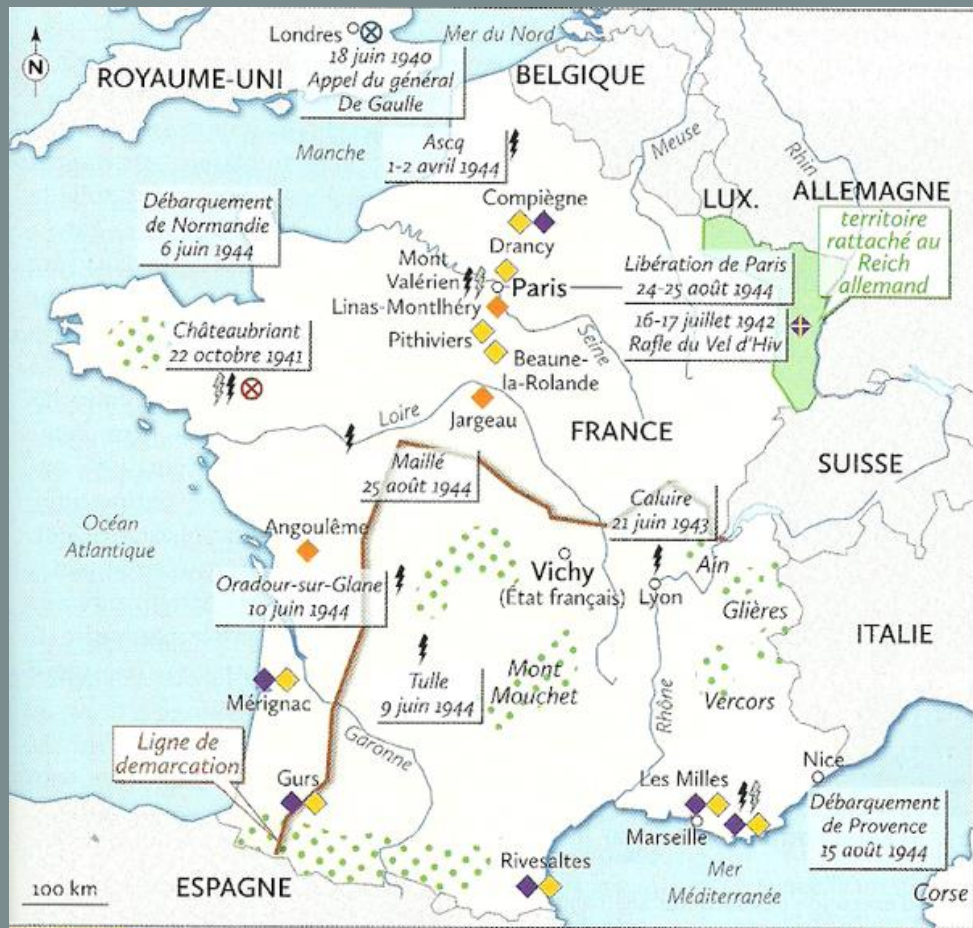 Londres
18 juin 1940
Appel du général
De Gaulle
Mer du Nord
N
ROYAUME-UNI
BELGIQUE
Manche
Ascq
1-2 avril 1944
Meuse
Rhin
LUX.
ALLEMAGNE
territoire
rattaché au
Reich
allemand
Débarquement
de Normandie
6 juin 1944
Compiègne
Drancy
Mont
Valérien
Paris
Libération de Paris
24-25 août 1944
Linas-Montlhéry
16-17 juillet 1942
Rafle du Vel d'Hiv
Châteaubriant
22 octobre 1941
Pithiviers
Seine
Beaune-
la-Rolande
Loire
Jargeau
FRANCE
SUISSE
Maillé
25 août 1944
Caluire
21 juin 1943
Océan
Atlantique
Angoulême
Vichy
(État français)
Ain
Lyon
Oradour-sur-Glane
10 juin 1944
Glières
ITALIE
Tulle
9 juin 1944
Mont
Mouchet
Rhône
Vercors
Mérignac
Ligne de
demarcation
Garonne
Gurs
Les Milles
Nice
Marseille
Débarquement
de Provence
15 août 1944
Rivesaltes
Mer
Méditerranée
100 km
ESPAGNE
Corse